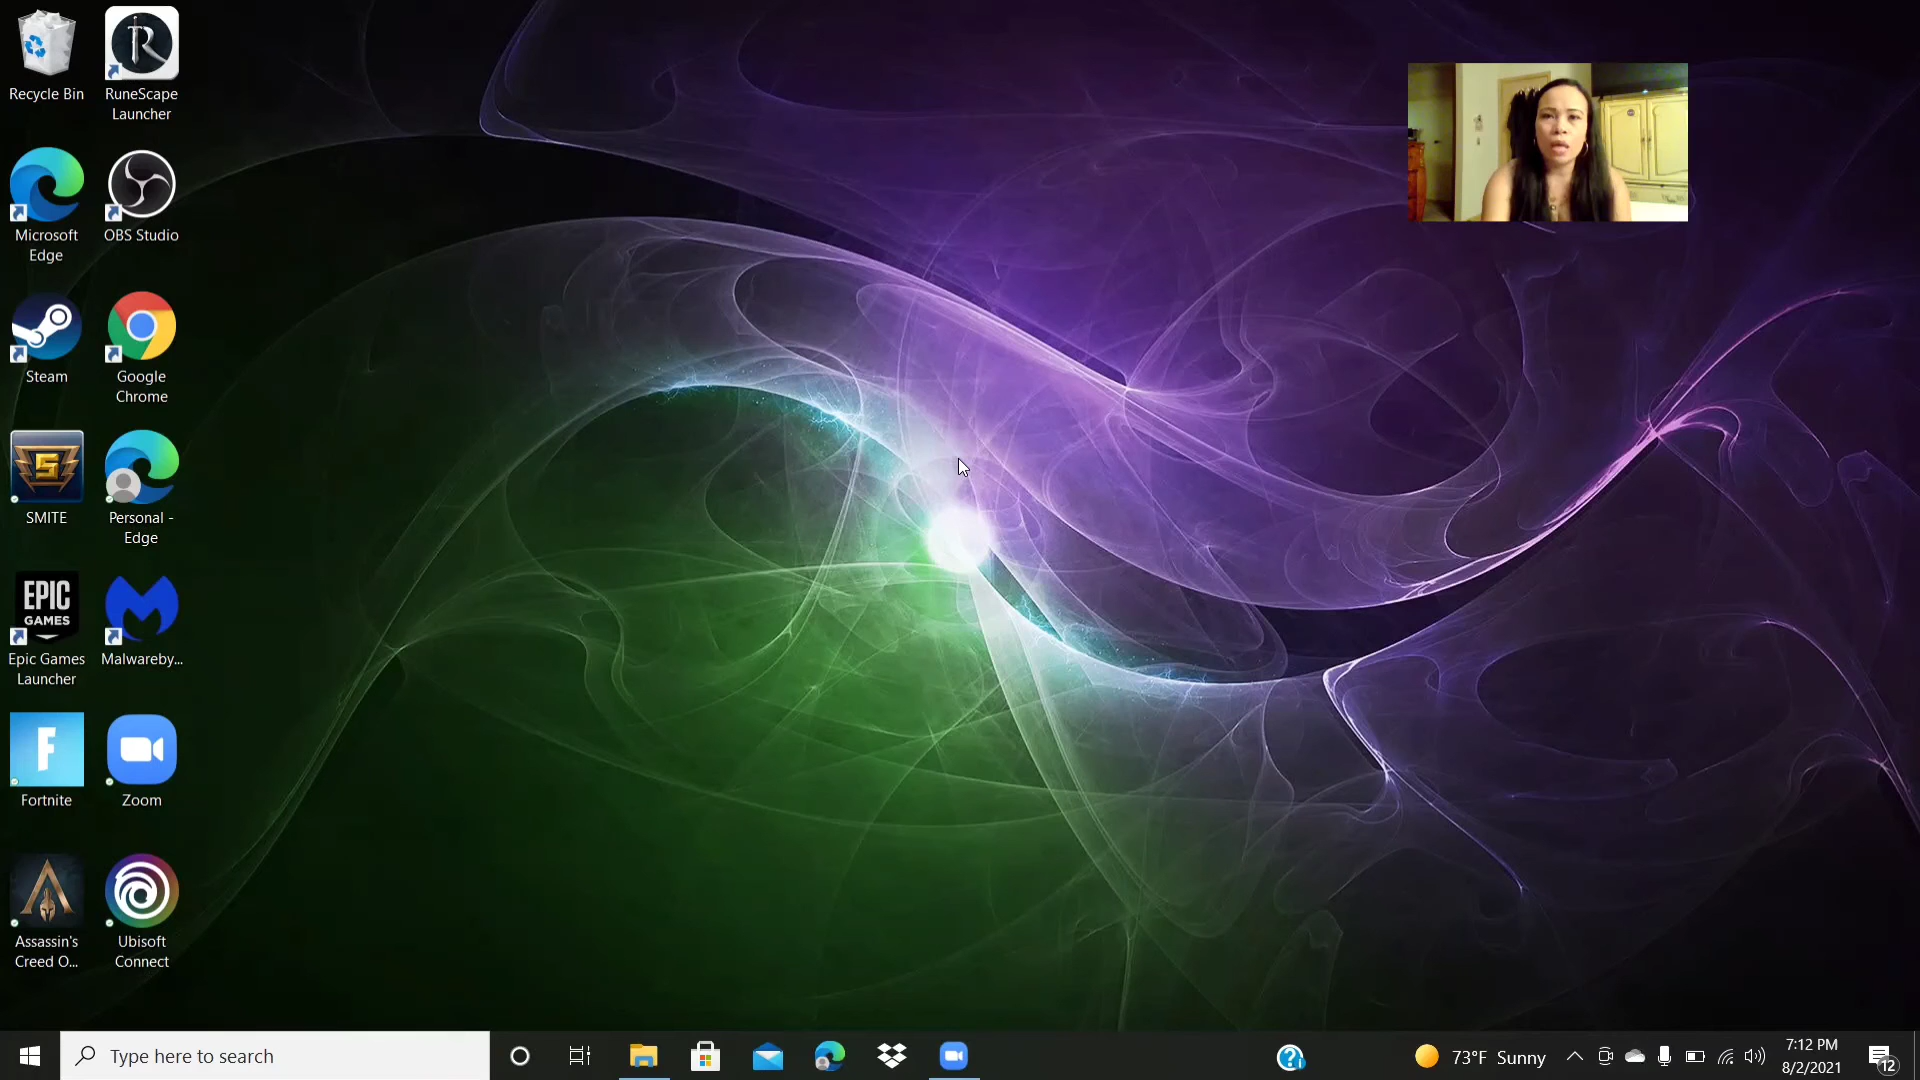 Recycle Bin
RuneScape
Launcher
Microsoft
Edge
OBS Studio
Steam
Google
Chrome
SMITE
Personal -
Edge
EPIC
GAMES
Epic Games
Launcher
Malwareby...
F
Fortnite
Zoom
Assassin's
Creed O...
Ubisoft
Connect
Type here to search
73°F Sunny
7:12 PM
8/2/2021
12